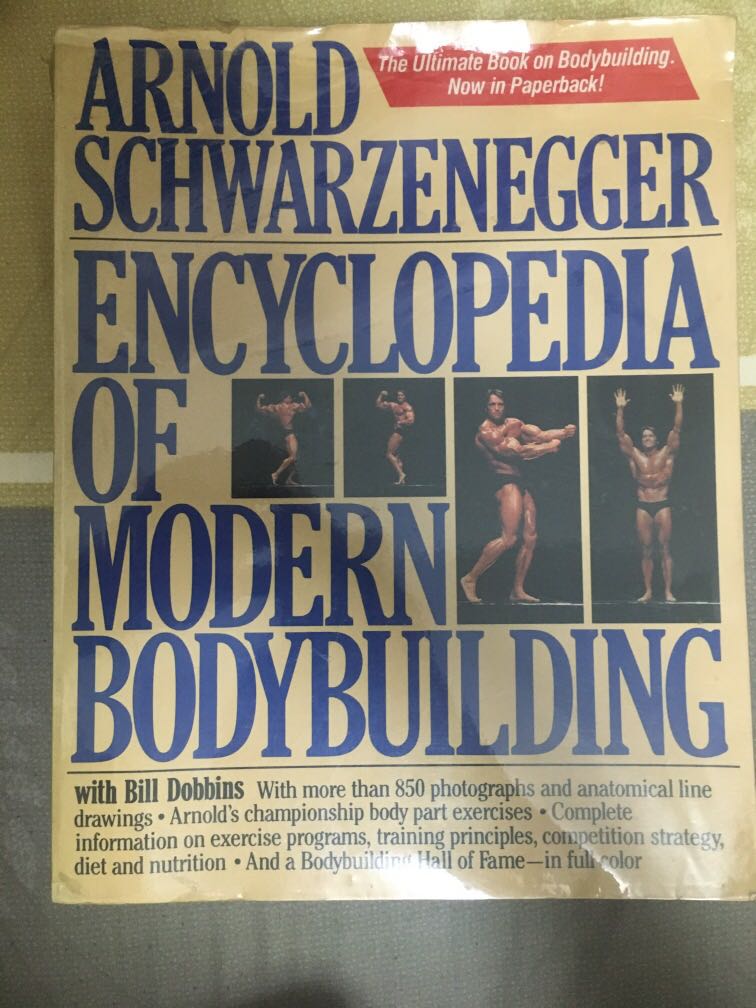 ARNOLD
The Ultimate Book on Bodybuilding.
Now in Paperback!
SCHWARZENEGGER
ENCYCLOPEDIA
OF
MODERN
BODYBUILDING
with Bill Dobbins With more than 850 photographs and anatomical line
drawings • Arnold's championship body part exercises • Complete
information on exercise programs, training principles, competition strategy,
diet and nutrition • And a Bodybuilding Hall of Fame—in full color